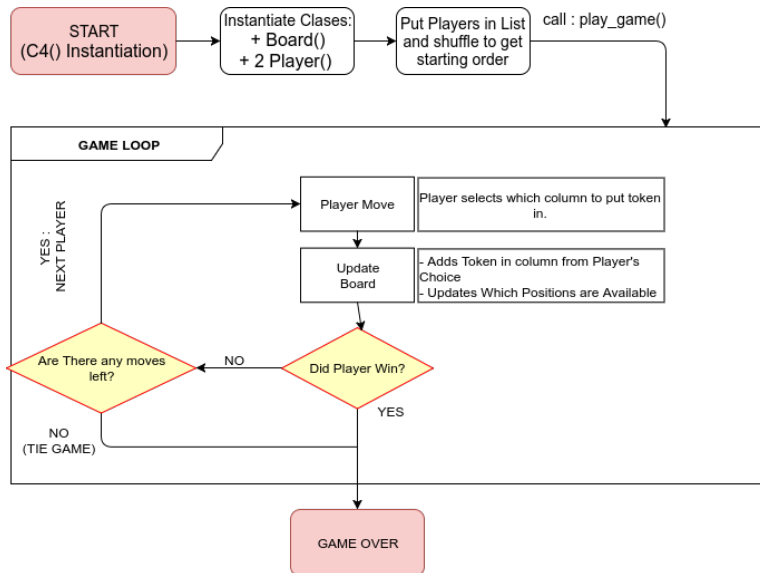 START
(C4() Instantiation)
Instantiate Clases:
+ Board()
+ 2 Player()
Put Players in List
and shuffle to get
starting order
call : play_game()
GAME LOOP
YES :
NEXT PLAYER
Player Move
Player selects which column to put token
in.
Update
Board
- Adds Token in column from Player's
Choice
- Updates Which Positions are Available
Are There any moves
left?
NO
Did Player Win?
YES
NO
(TIE GAME)
GAME OVER